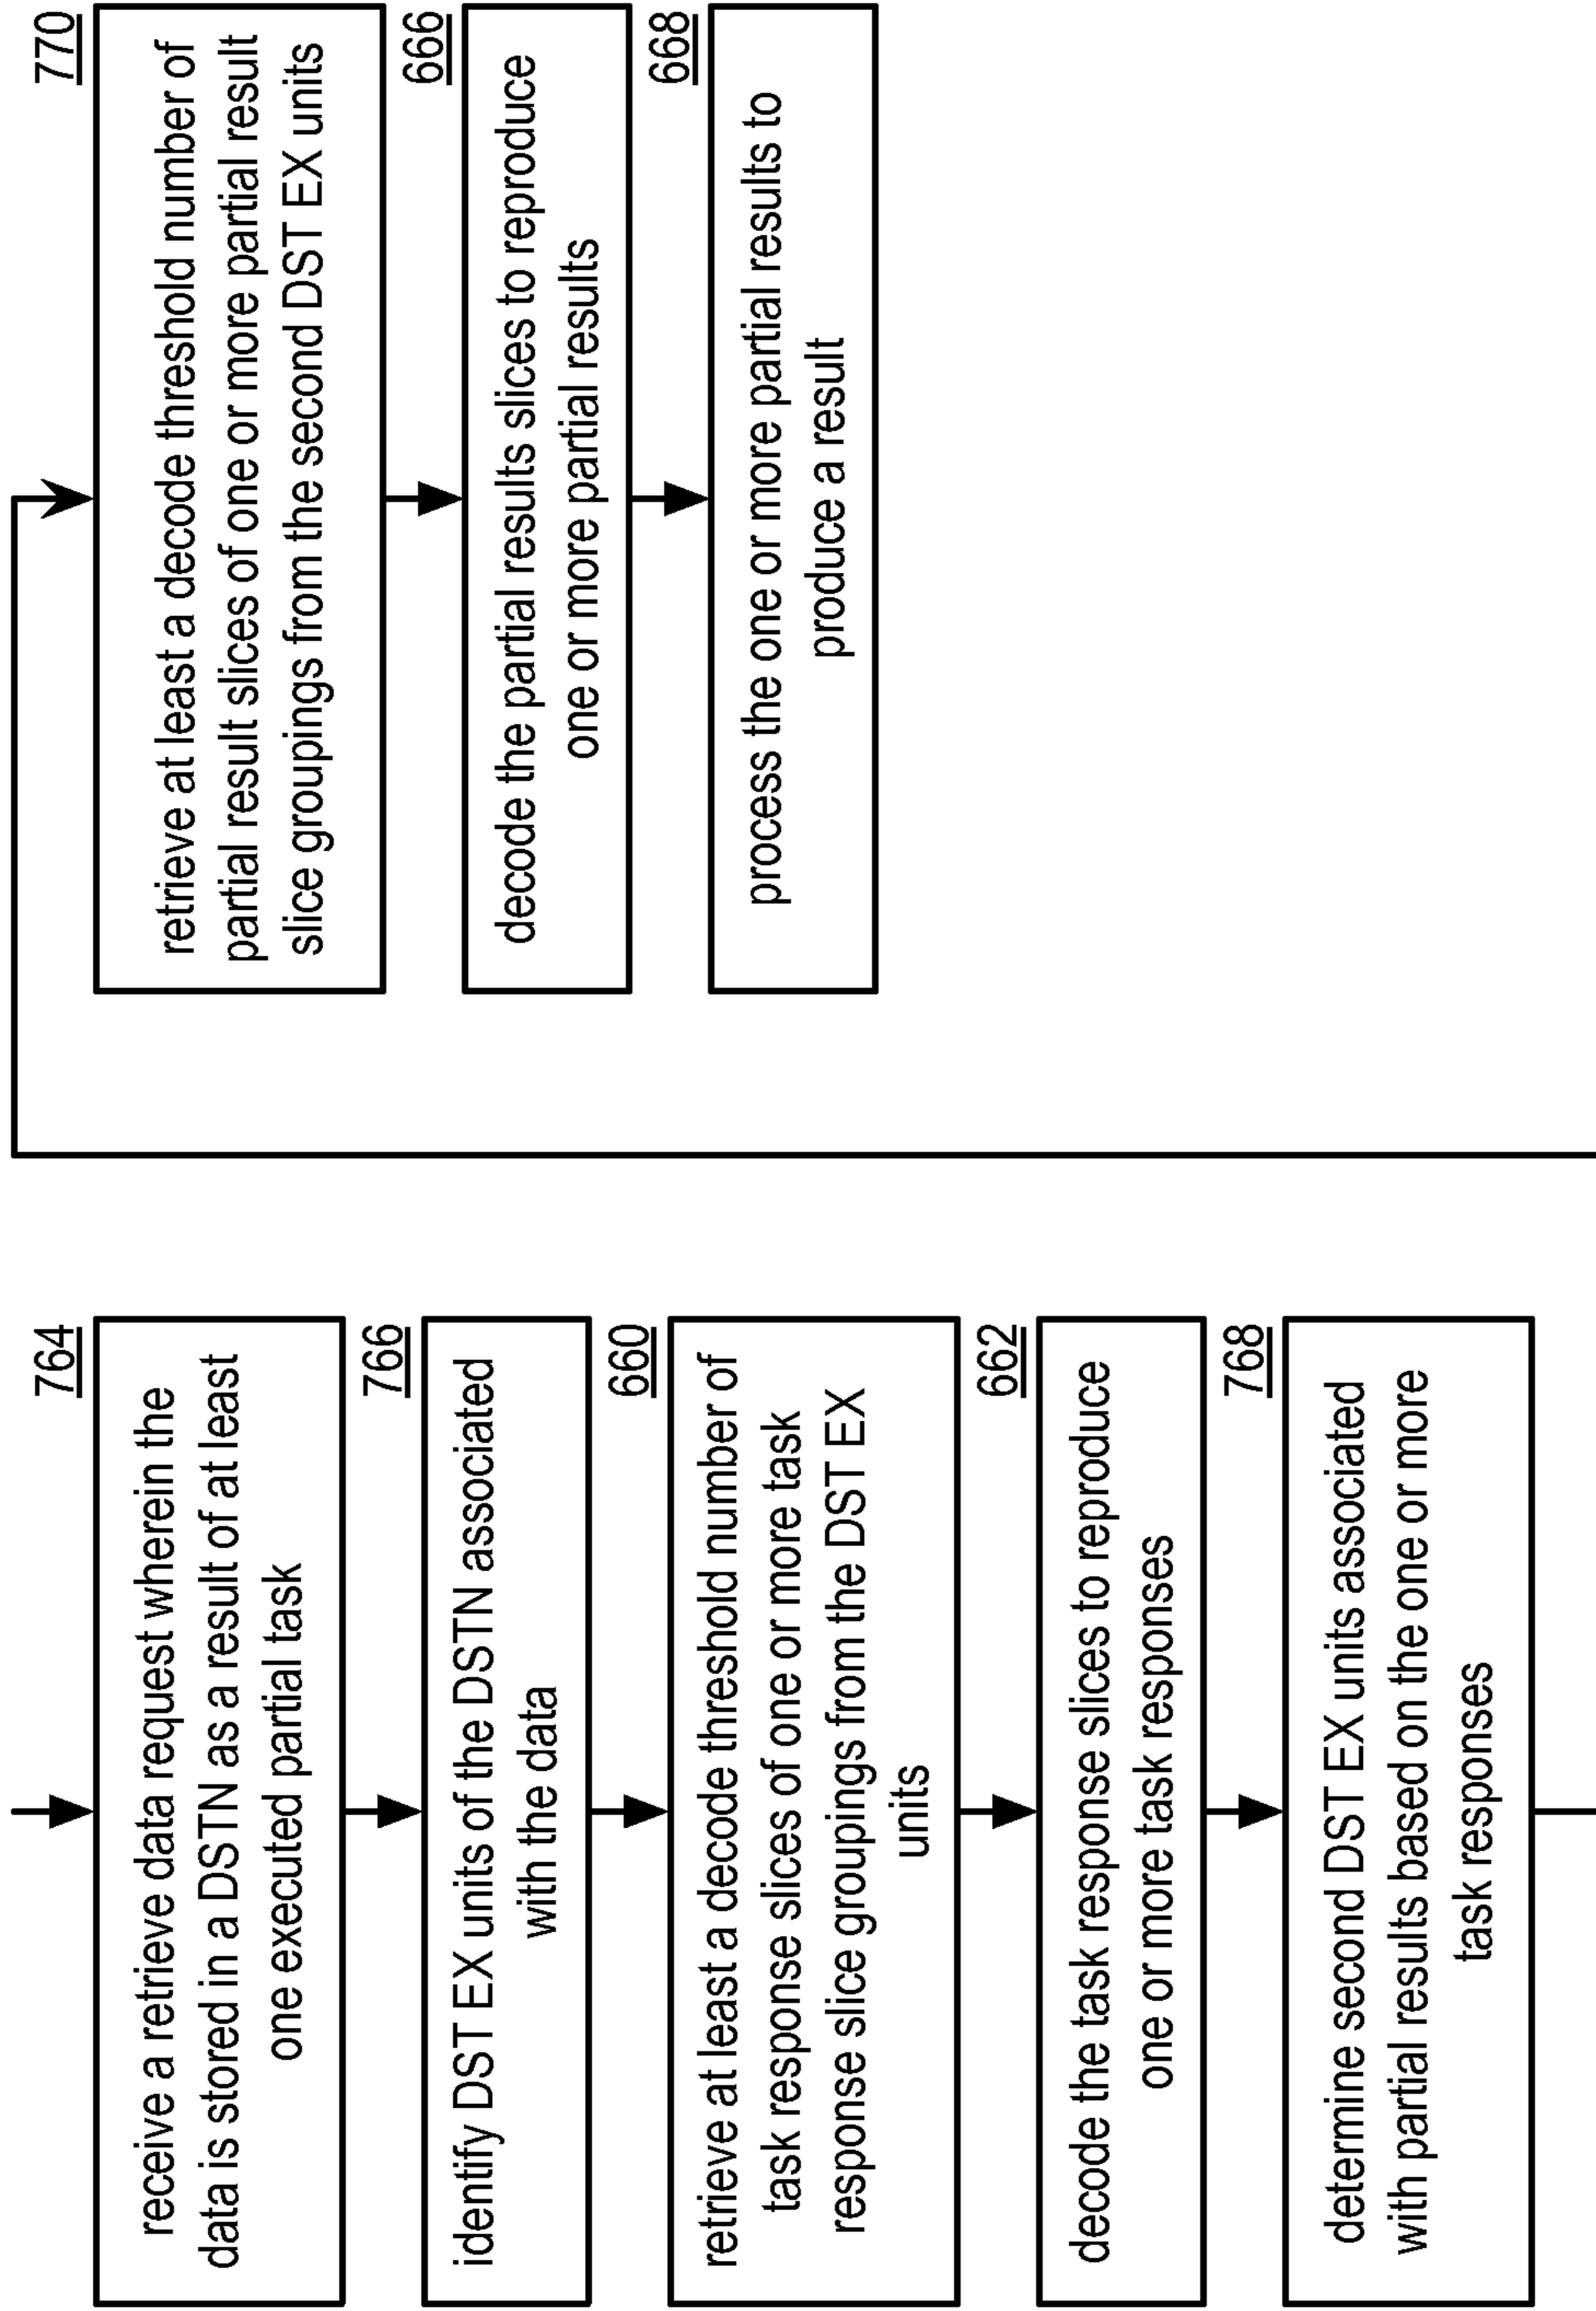 764
receive a retrieve data request wherein the
data is stored in a DSTN as a result of at least
one executed partial task
766
identify DST EX units of the DSTN associated
with the data
660
retrieve at least a decode threshold number of
task response slices of one or more task
response slice groupings from the DST EX
units
662
decode the task response slices to reproduce
one or more task responses
768
determine second DST EX units associated
with partial results based on the one or more
task responses
770
retrieve at least a decode threshold number of
partial result slices of one or more partial result
slice groupings from the second DST EX units
666
decode the partial results slices to reproduce
one or more partial results
668
process the one or more partial results to
produce a result